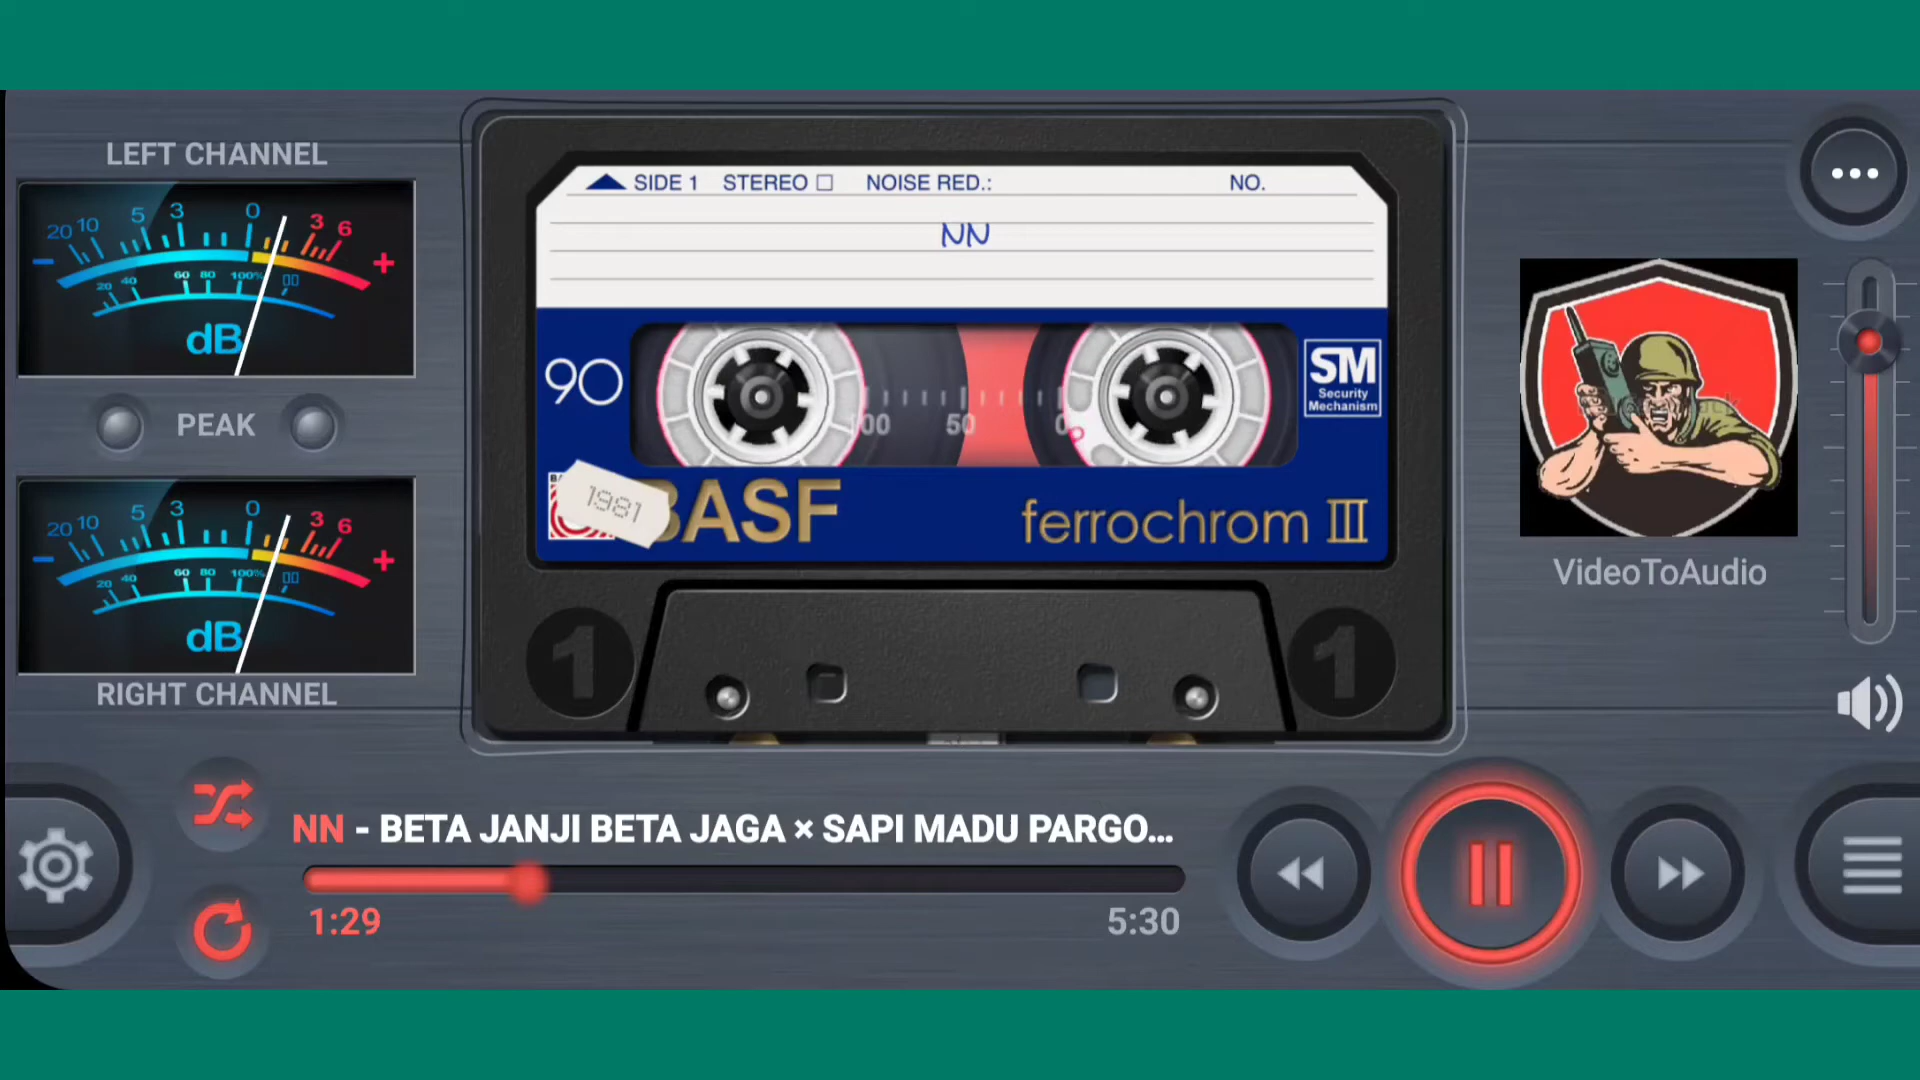 LEFT CHANNEL
20 10 5 3 0 3 6
- +
20 40 60 80 100%
dB
PEAK
20 10 5 3 0 3 6
- +
20 40 60 80 100%
dB
RIGHT CHANNEL
SIDE 1 STEREO NOISE RED.: NO.
NN
90
100 50 0
SM
Security
Mechanism
1981
BASF
ferrochrom III
1 1
VideoToAudio
NN - BETA JANJI BETA JAGA × SAPI MADU PARGO...
1:29 5:30